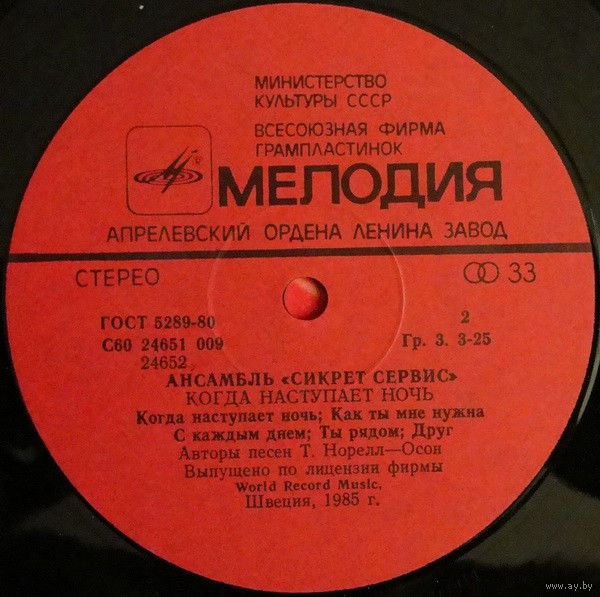 МИНИСТЕРСТВО
КУЛЬТУРЫ СССР
ВСЕСОЮЗНАЯ ФИРМА
ГРАМПЛАСТИНОК
МЕЛОДИЯ
АПРЕЛЕВСКИЙ ОРДЕНА ЛЕНИНА ЗАВОД
СТЕРЕО 33
ГОСТ 5289-80 2
С60 24651 009 Гр. 3. 3-25
24652
АНСАМБЛЬ «СИКРЕТ СЕРВИС»
КОГДА НАСТУПАЕТ НОЧЬ
Когда наступает ночь; Как ты мне нужна
С каждым днем; Ты рядом; Друг
Авторы песен Т. Норелл—Осон
Выпущено по лицензии фирмы
World Record Music,
Швеция, 1985 г.
www.ay.by